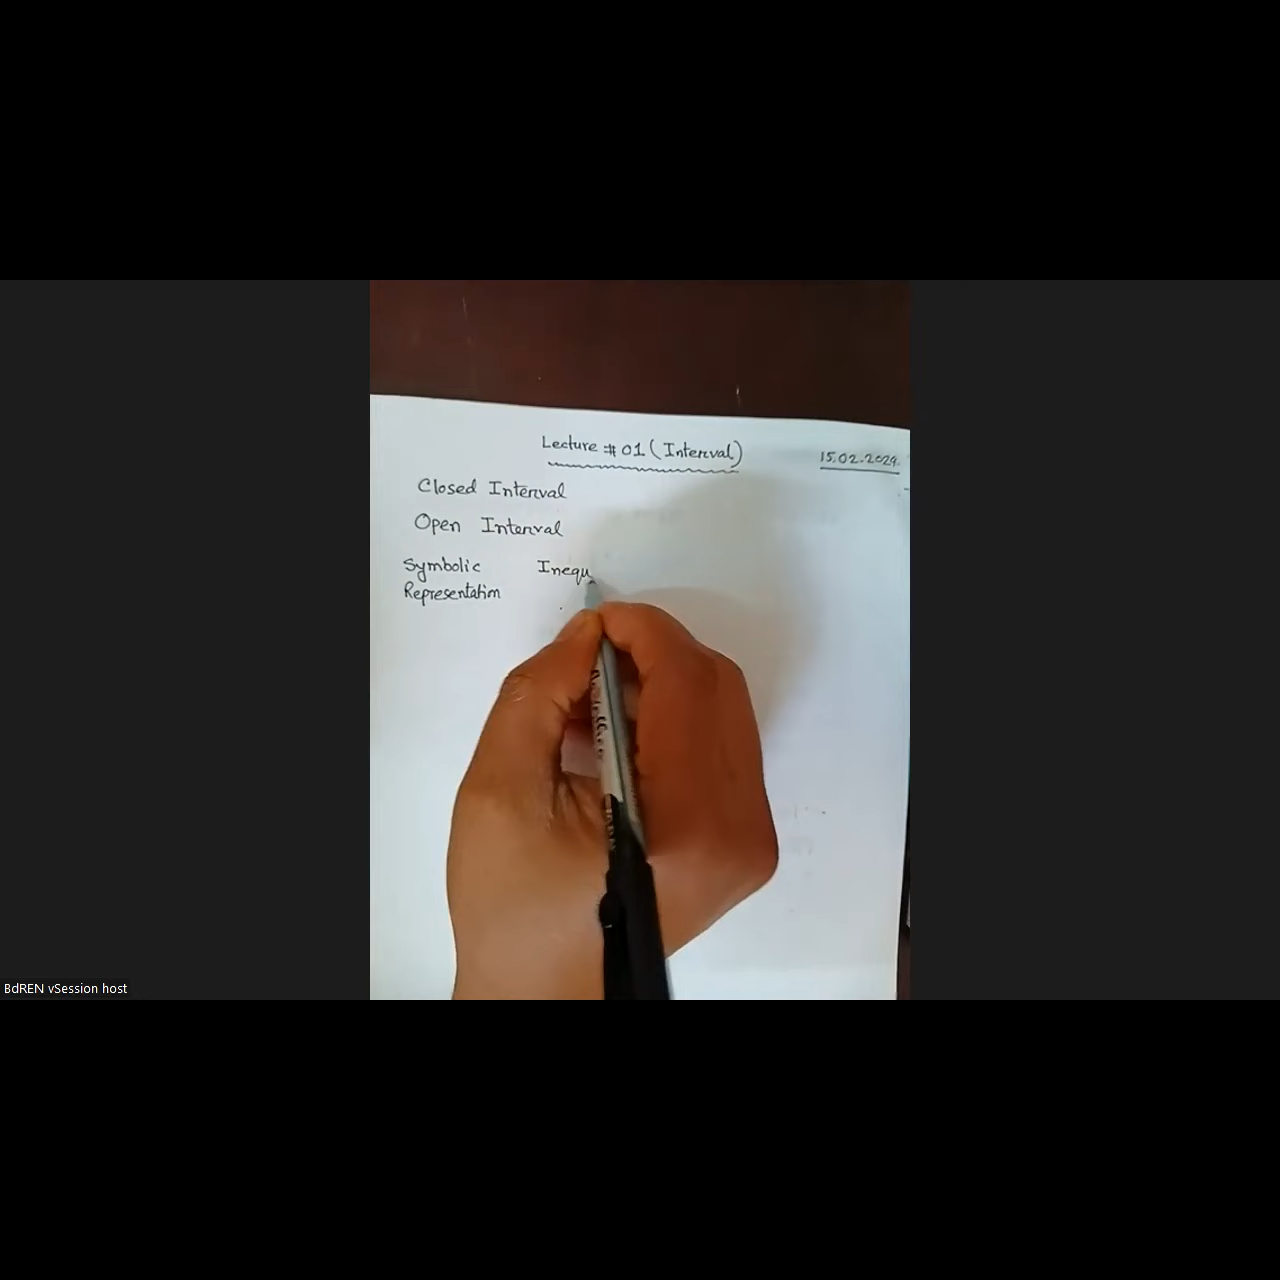 Lecture # 01 (Interval)
15.02.2024.
Closed Interval
Open Interval
Symbolic Inequ
Representation
BdREN vSession host